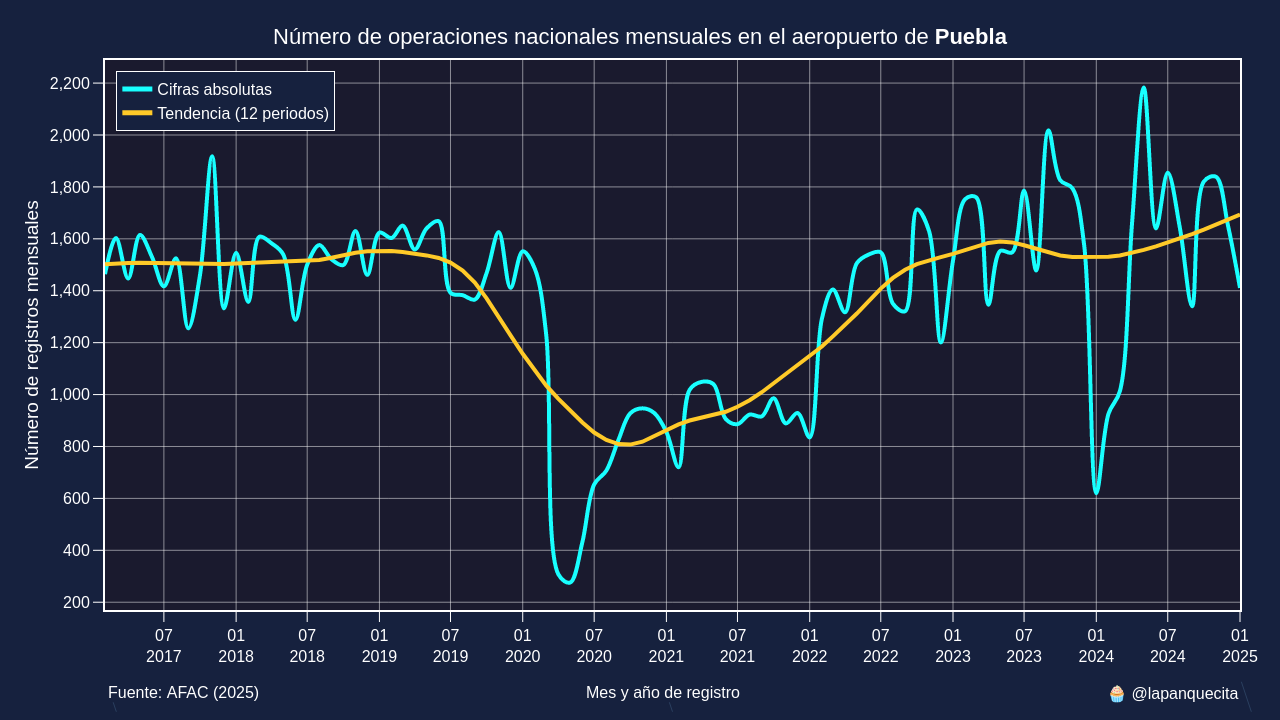 Número de operaciones nacionales mensuales en el aeropuerto de Puebla
Cifras absolutas
Tendencia (12 periodos)
Número de registros mensuales
2,200
2,000
1,800
1,600
1,400
1,200
1,000
800
600
400
200
07 01 07 01 07 01 07 01 07 01 07 01 07 01 07 01
2017 2018 2018 2019 2019 2020 2020 2021 2021 2022 2022 2023 2023 2024 2024 2025
Fuente: AFAC (2025)
Mes y año de registro
🧁 @lapanquecita